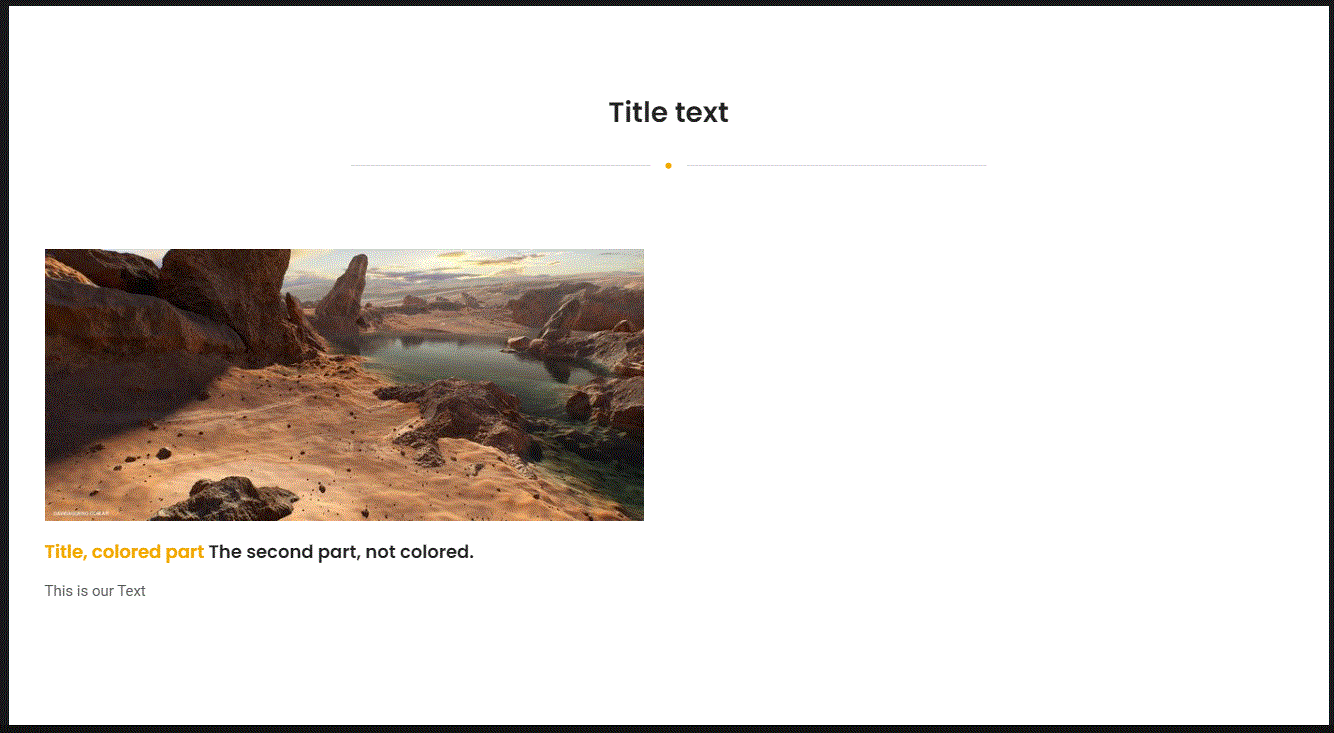 Title text
Title, colored part The second part, not colored.
This is our Text